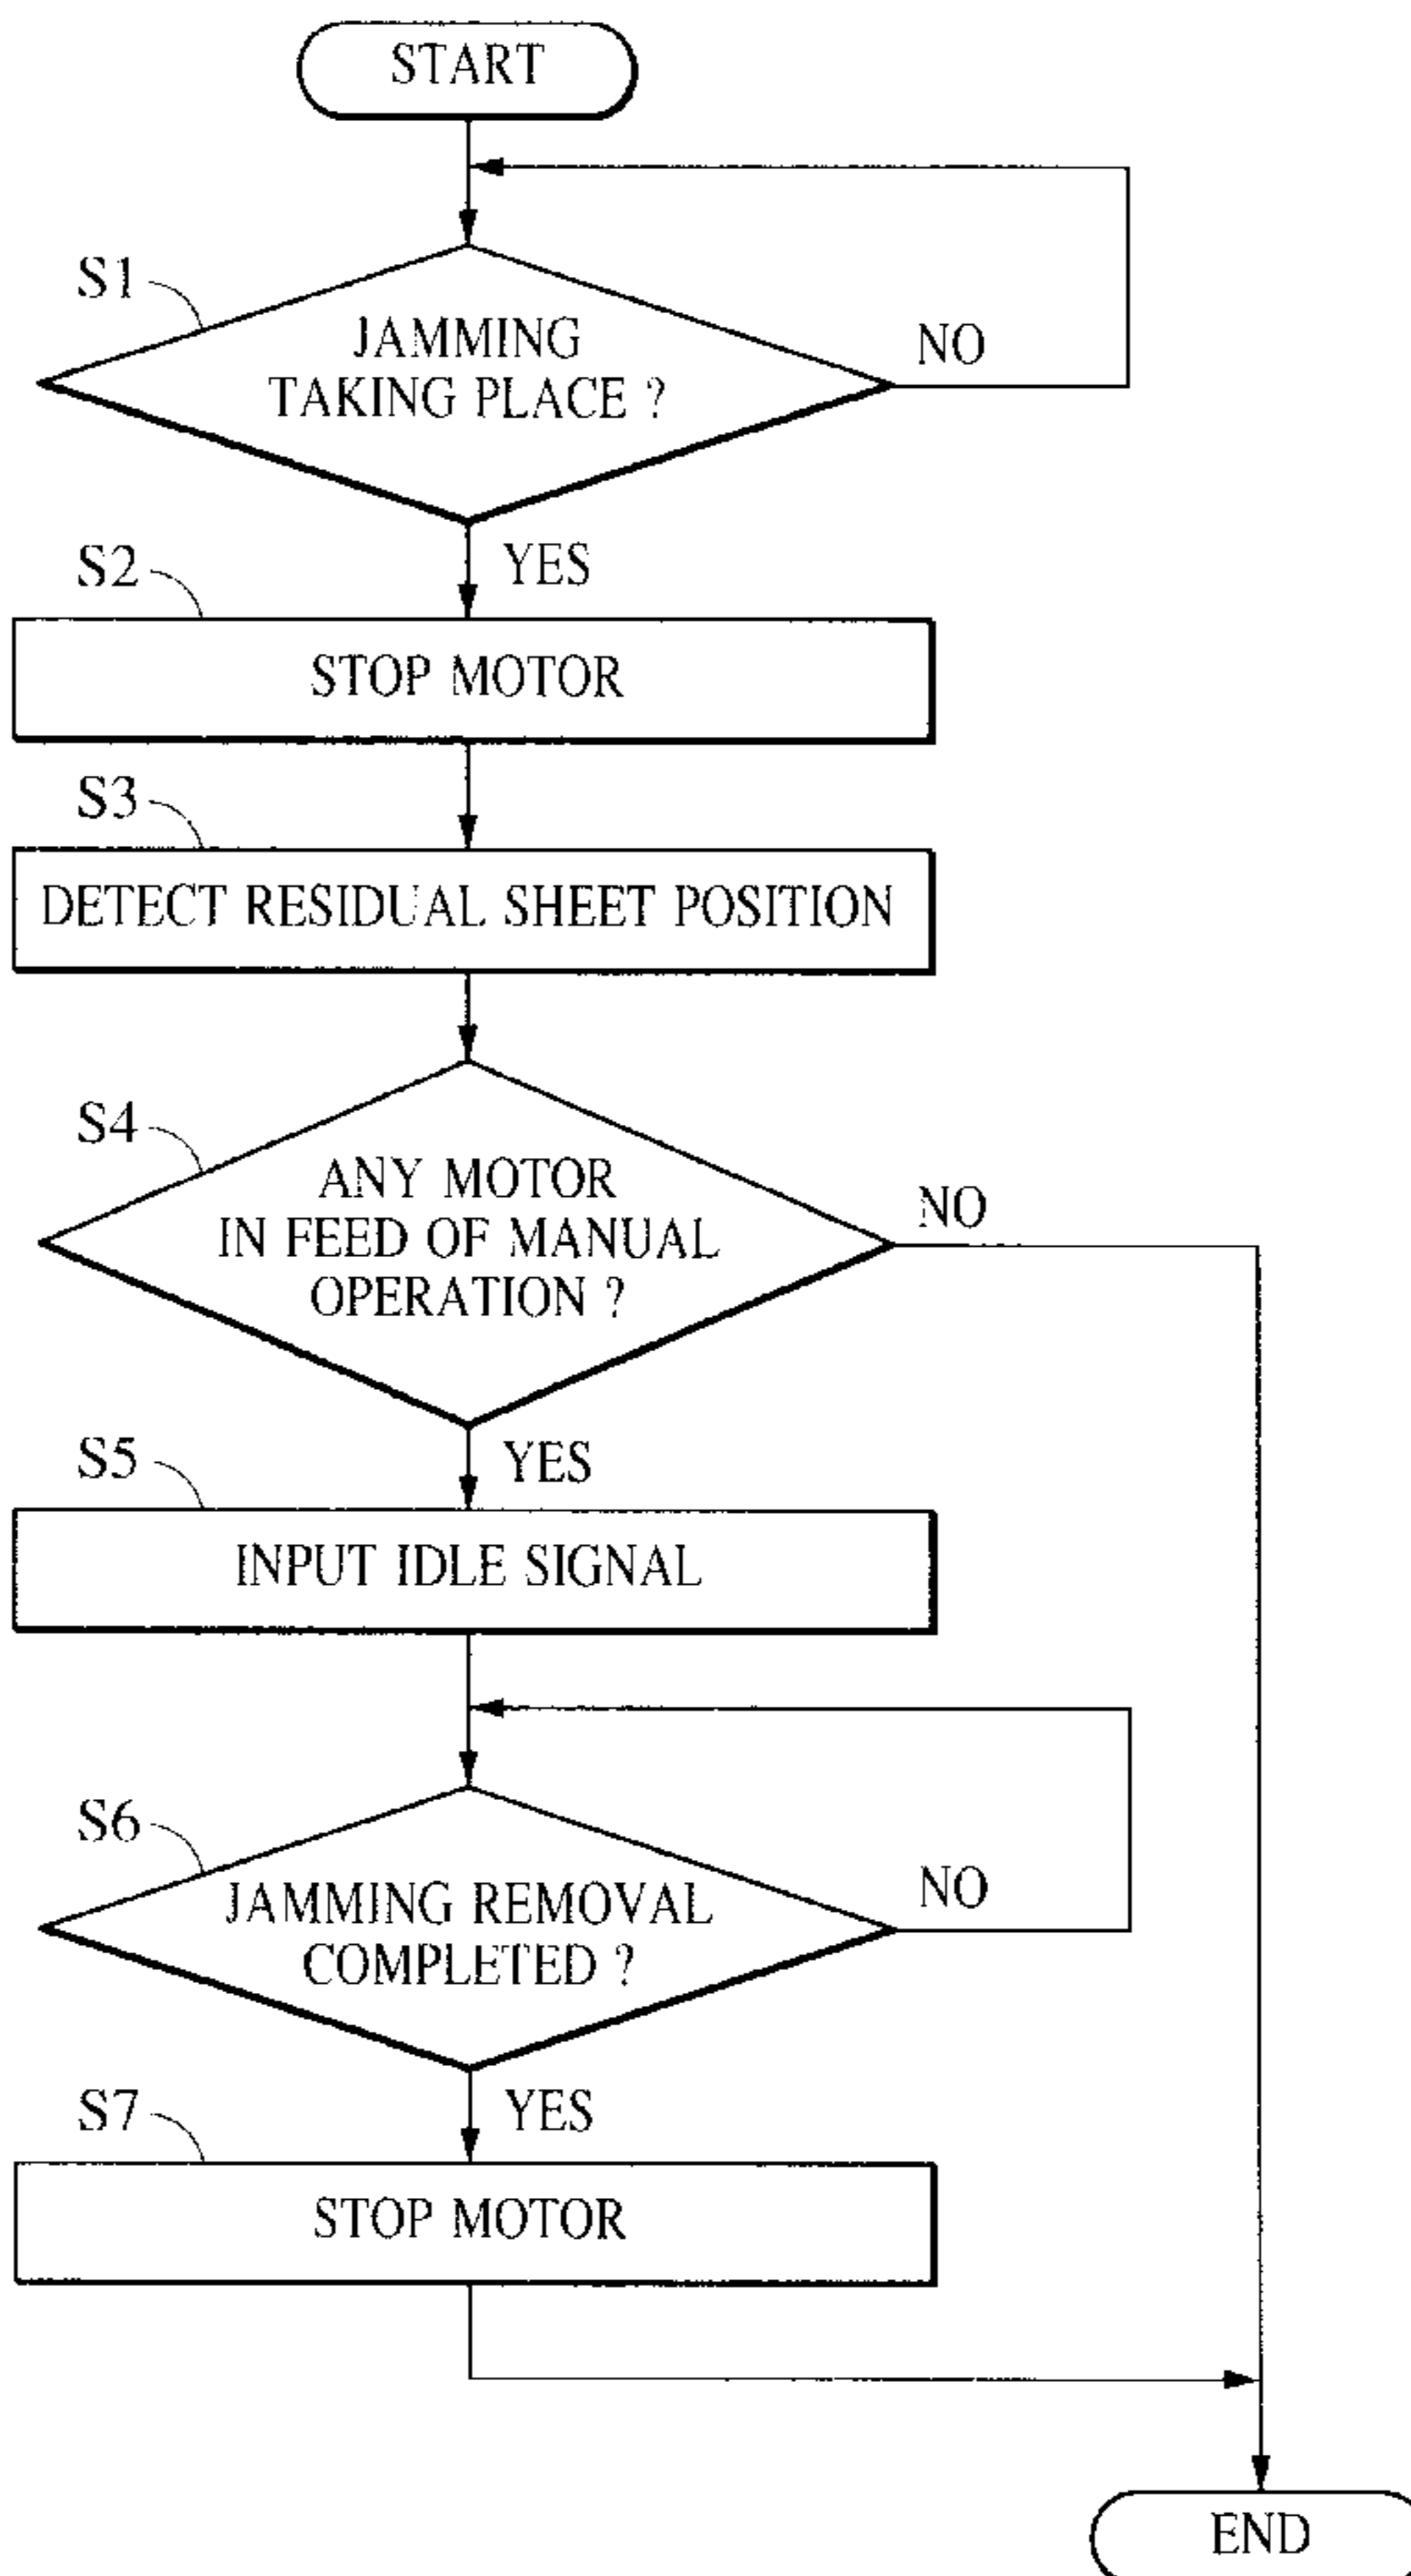 START
S1
JAMMING
TAKING PLACE ?
NO
YES
S2
STOP MOTOR
S3
DETECT RESIDUAL SHEET POSITION
S4
ANY MOTOR
IN FEED OF MANUAL
OPERATION ?
NO
YES
S5
INPUT IDLE SIGNAL
S6
JAMMING REMOVAL
COMPLETED ?
NO
YES
S7
STOP MOTOR
END